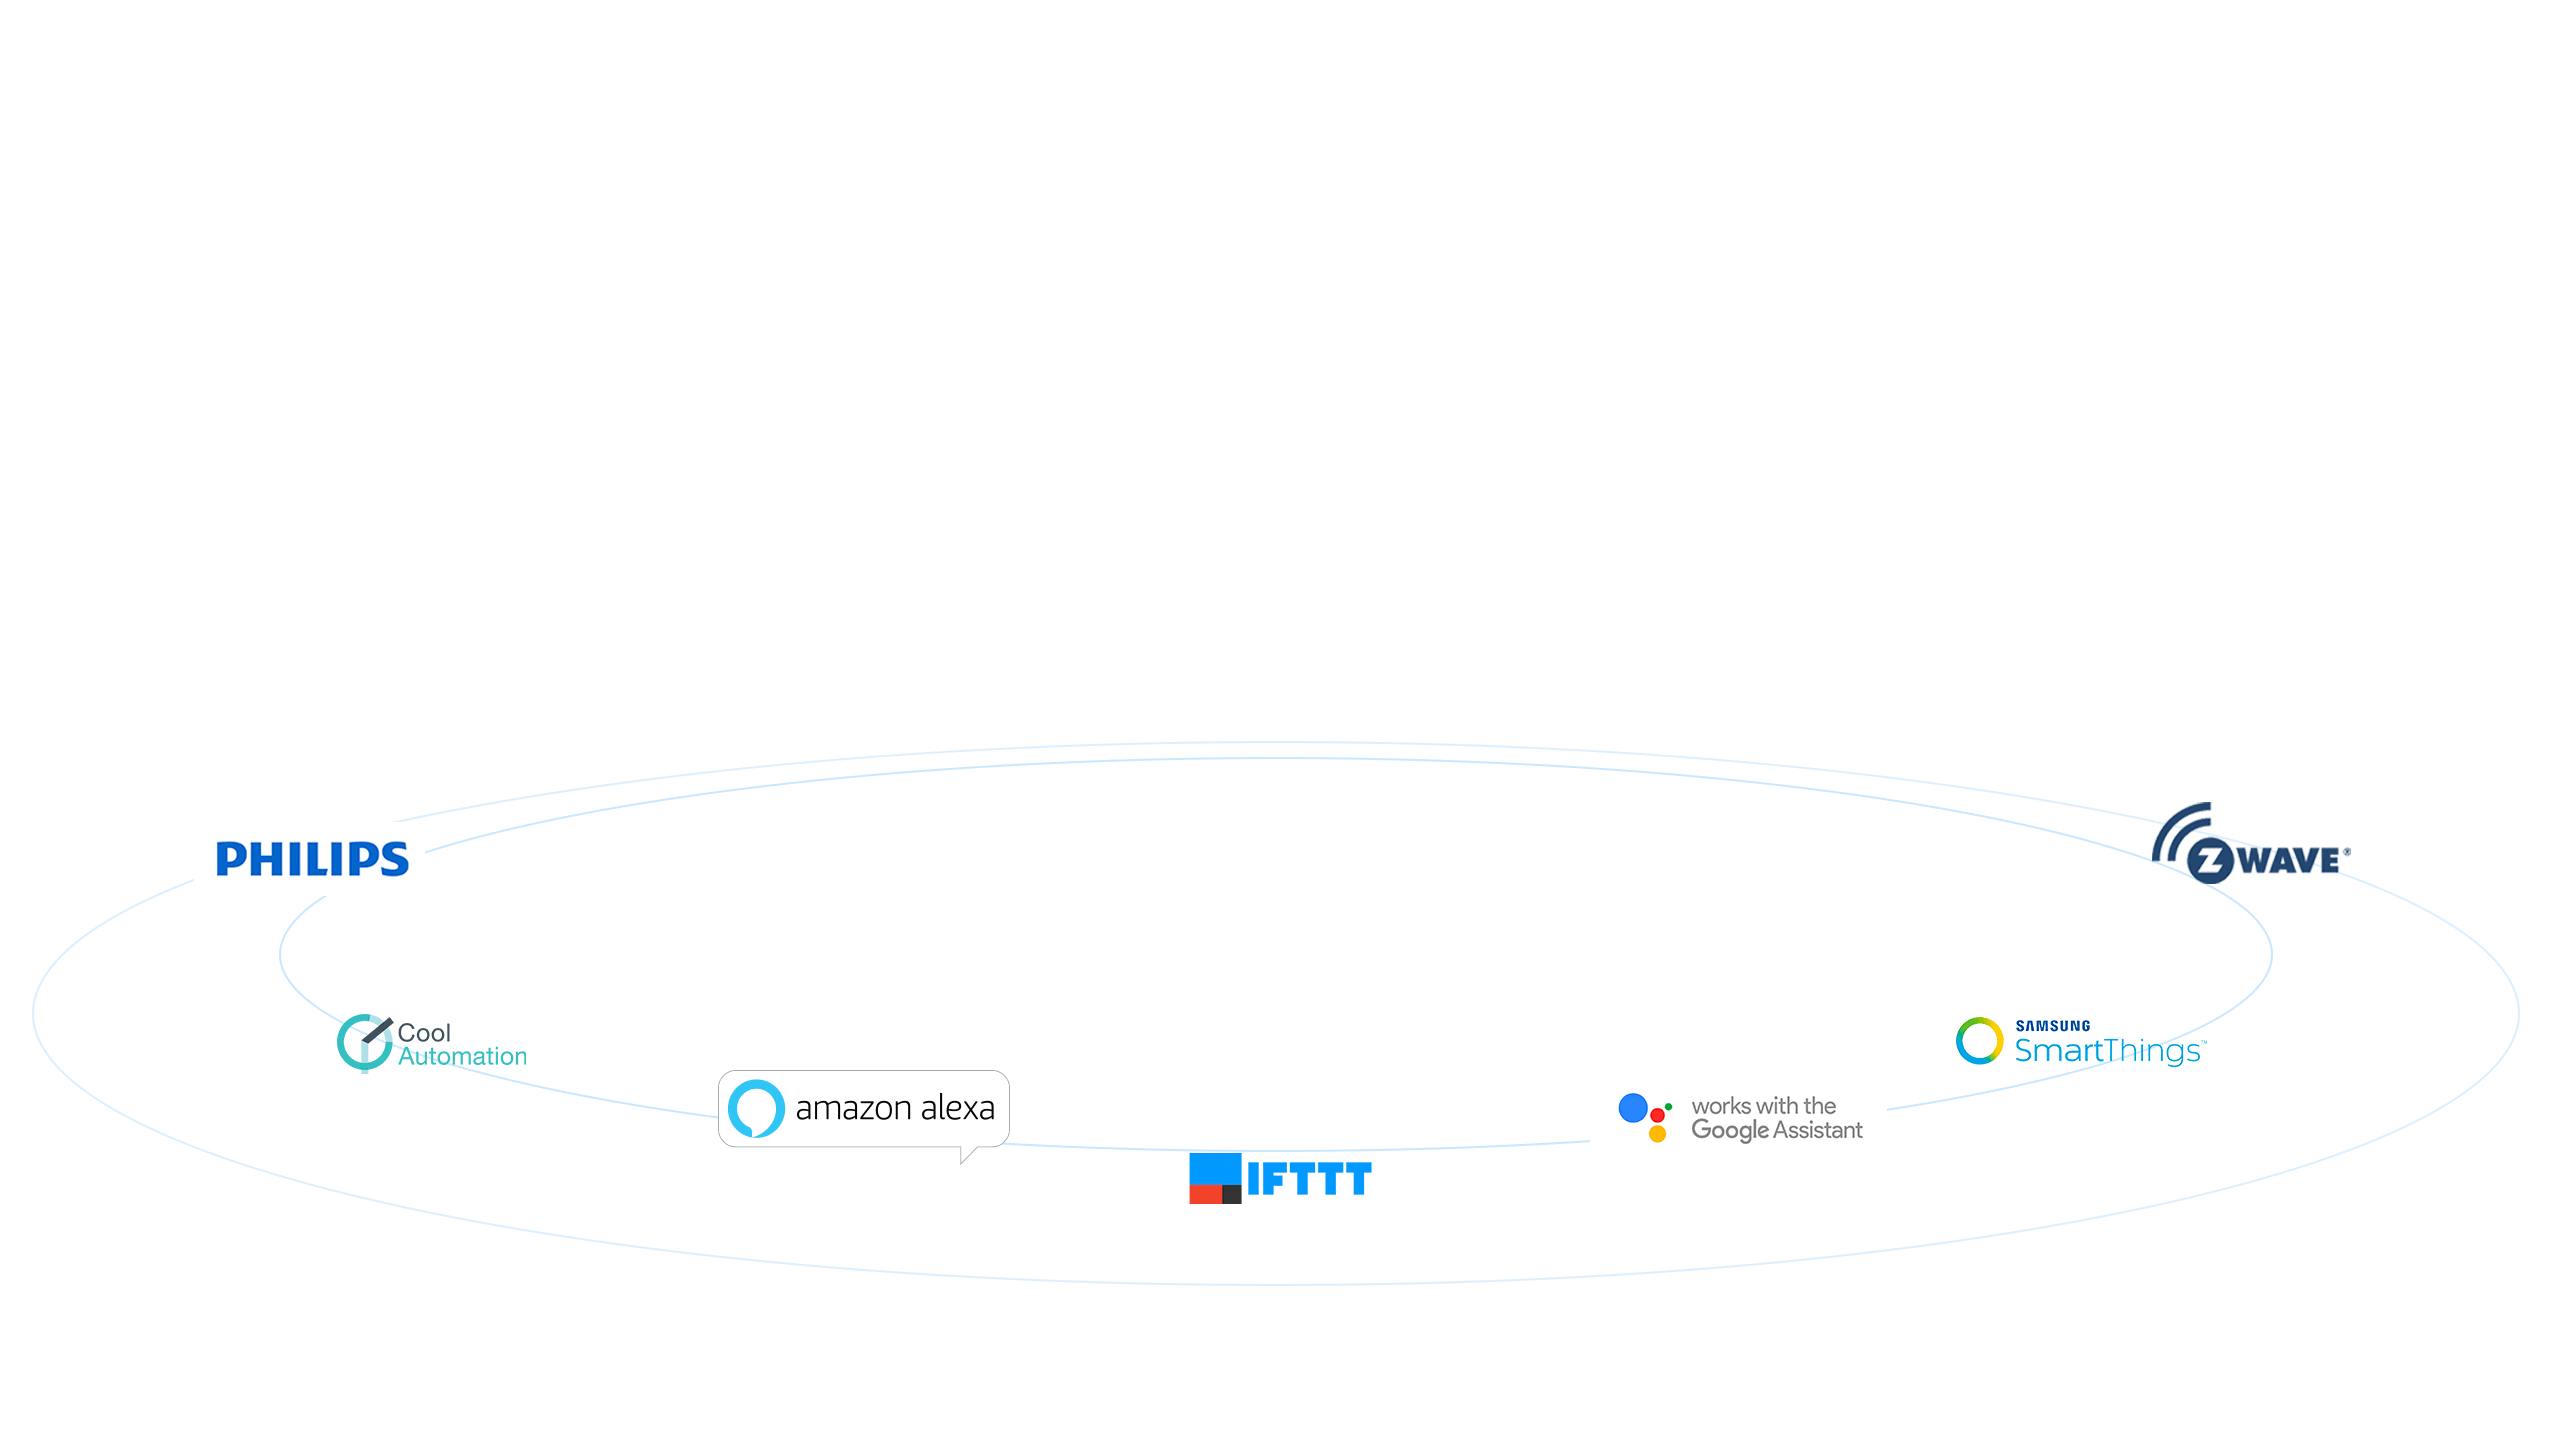 PHILIPS
Z WAVE®
Cool
Automation
SAMSUNG
SmartThings™
amazon alexa
works with the
Google Assistant
IFTTT